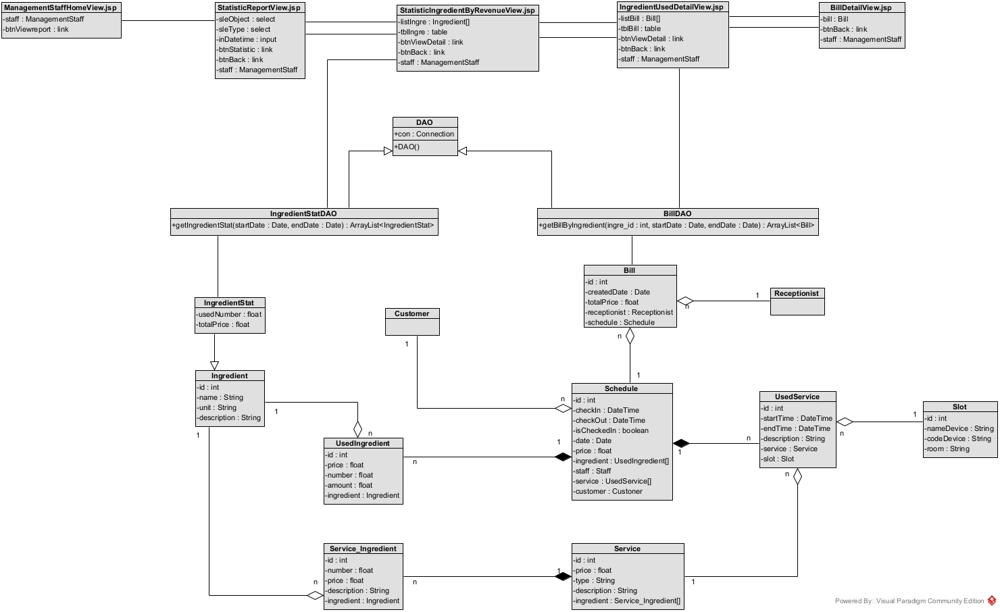 ManagementStaffHomeView.jsp
-staff : ManagementStaff
-btnViewreport : link
StatisticReportView.jsp
-sleObject : select
-sleType : select
-inDatetime : input
-btnStatistic : link
-btnBack : link
-staff : ManagementStaff
StatisticIngredientByRevenueView.jsp
-listIngre : Ingredient[]
-tblIngre : table
-btnViewDetail : link
-btnBack : link
-staff : ManagementStaff
IngredientUsedDetailView.jsp
-listBill : Bill[]
-tblBill : table
-btnViewDetail : link
-btnBack : link
-staff : ManagementStaff
BillDetailView.jsp
-bill : Bill
-btnBack : link
-staff : ManagementStaff
DAO
+con : Connection
+DAO()
IngredientStatDAO
+getIngredientStat(startDate : Date, endDate : Date) : ArrayList<IngredientStat>
BillDAO
+getBillByIngredient(ingre_id : int, startDate : Date, endDate : Date) : ArrayList<Bill>
Bill
-id : int
-createdDate : Date
-totalPrice : float
-receptionist : Receptionist
-schedule : Schedule
n
1
Receptionist
IngredientStat
-usedNumber : float
-totalPrice : float
Customer
1
n
n
1
Ingredient
-id : int
-name : String
-unit : String
-description : String
1
n
1
UsedIngredient
-id : int
-price : float
-number : float
-amount : float
-ingredient : Ingredient
n
1
Schedule
-id : int
-checkIn : DateTime
-checkOut : DateTime
-isCheckedIn : boolean
-date : Date
-price : float
-ingredient : UsedIngredient[]
-staff : Staff
-service : UsedService[]
-customer : Custoner
1
n
UsedService
-id : int
-startTime : DateTime
-endTime : DateTime
-description : String
-service : Service
-slot : Slot
n
1
Slot
-id : int
-nameDevice : String
-codeDevice : String
-room : String
n
Service_Ingredient
-id : int
-number : float
-price : float
-description : String
-ingredient : Ingredient
n
n
1
Service
-id : int
-price : float
-type : String
-description : String
-ingredient : Service_Ingredient[]
1
Powered By Visual Paradigm Community Edition